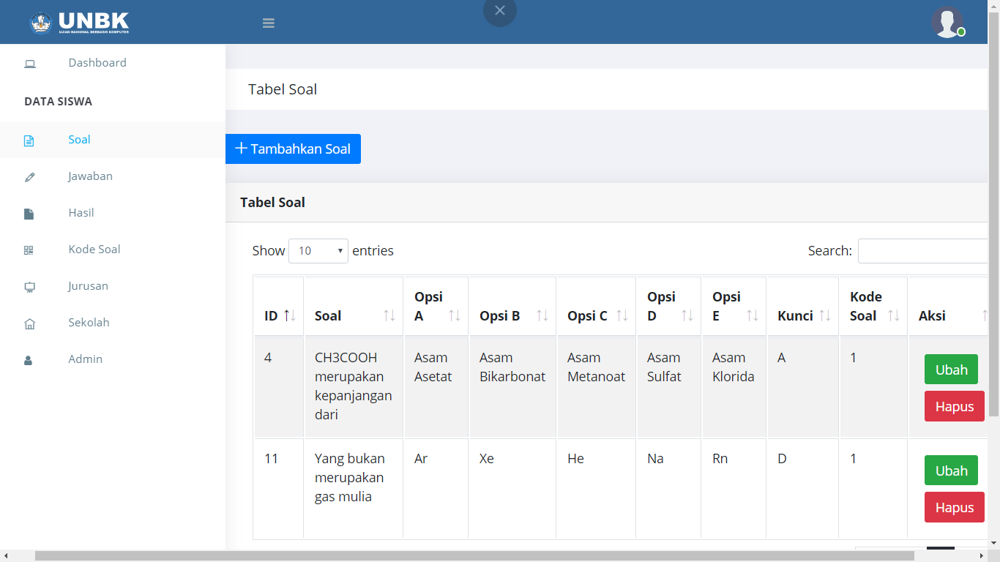 UNBK
UJIAN NASIONAL BERBASIS KOMPUTER
Dashboard
DATA SISWA
Soal
Jawaban
Hasil
Kode Soal
Jurusan
Sekolah
Admin
Tabel Soal
Tambahkan Soal
Tabel Soal
Show 10 entries
Search:
ID Soal Opsi A Opsi B Opsi C Opsi D Opsi E Kunci Kode Soal Aksi
4 CH3COOH merupakan kepanjangan dari Asam Asetat Asam Bikarbonat Asam Metanoat Asam Sulfat Asam Klorida A 1 Ubah Hapus
11 Yang bukan merupakan gas mulia Ar Xe He Na Rn D 1 Ubah Hapus